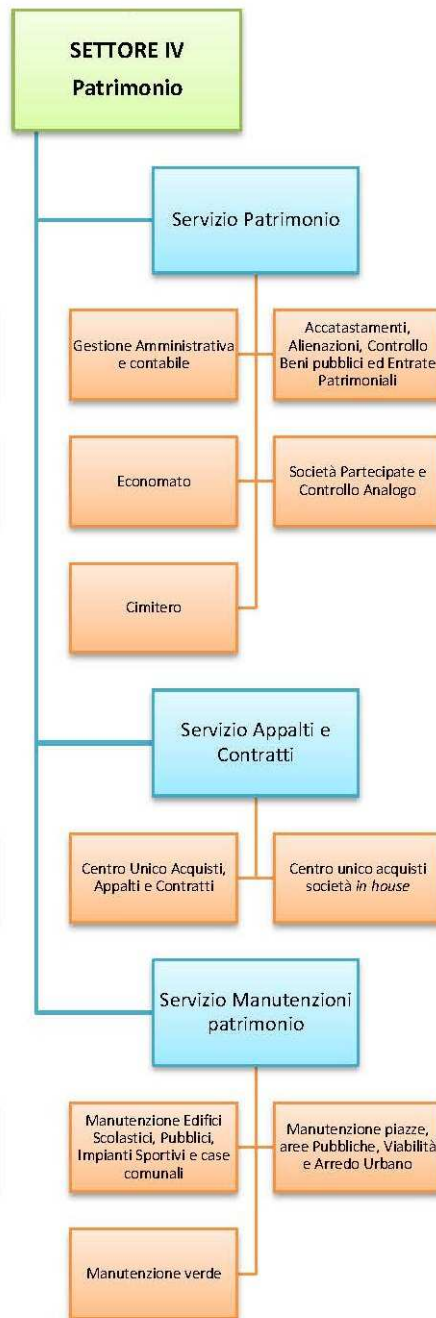 SETTORE IV
Patrimonio
Servizio Patrimonio
Gestione Amministrativa
e contabile
Accatastamenti,
Alienazioni, Controllo
Beni pubblici ed Entrate
Patrimoniali
Economato
Società Partecipate e
Controllo Analogo
Cimitero
Servizio Appalti e
Contratti
Centro Unico Acquisti,
Appalti e Contratti
Centro unico acquisti
società in house
Servizio Manutenzioni
patrimonio
Manutenzione Edifici
Scolastici, Pubblici,
Impianti Sportivi e case
comunali
Manutenzione piazze,
aree Pubbliche, Viabilità
e Arredo Urbano
Manutenzione verde